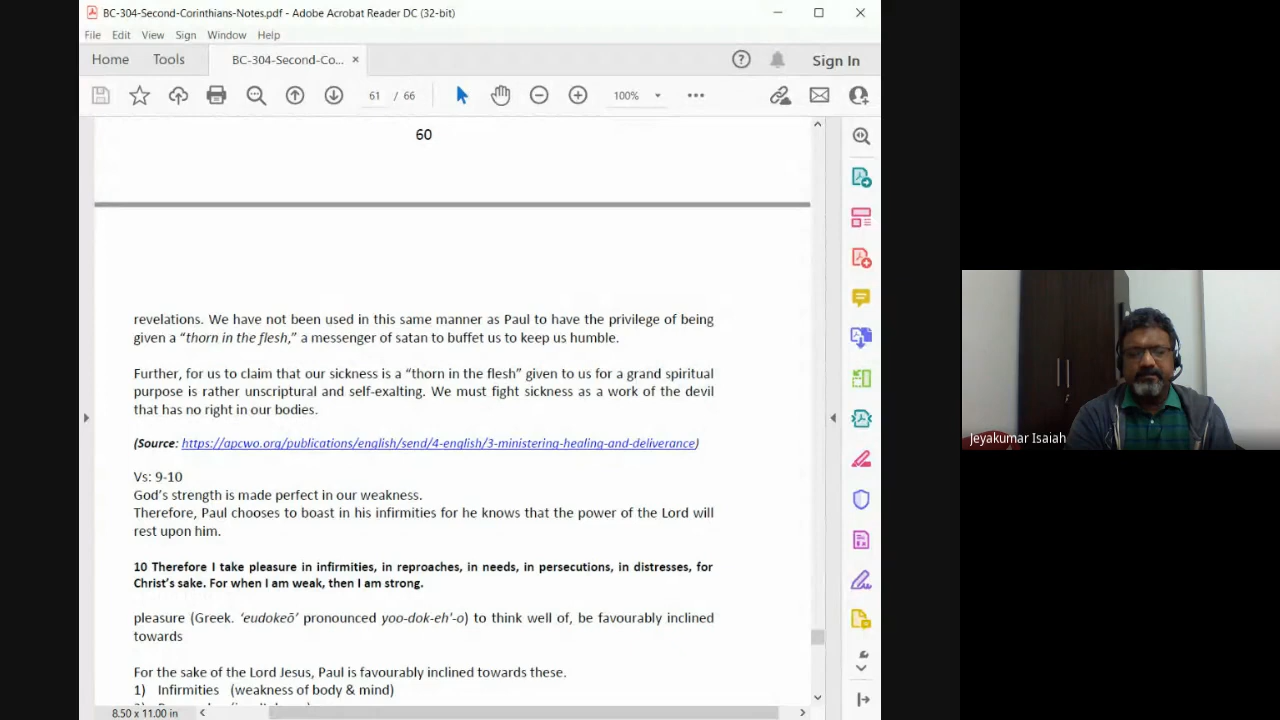 BC-304-Second-Corinthians-Notes.pdf - Adobe Acrobat Reader DC (32-bit)
File Edit View Sign Window Help
Home Tools BC-304-Second-Co... × Sign In
61 / 66 100%
60
revelations. We have not been used in this same manner as Paul to have the privilege of being
given a “thorn in the flesh,” a messenger of satan to buffet us to keep us humble.
Further, for us to claim that our sickness is a “thorn in the flesh” given to us for a grand spiritual
purpose is rather unscriptural and self-exalting. We must fight sickness as a work of the devil
that has no right in our bodies.
(Source: https://apcwo.org/publications/english/send/4-english/3-ministering-healing-and-deliverance)
Vs: 9-10
God’s strength is made perfect in our weakness.
Therefore, Paul chooses to boast in his infirmities for he knows that the power of the Lord will
rest upon him.
10 Therefore I take pleasure in infirmities, in reproaches, in needs, in persecutions, in distresses, for
Christ’s sake. For when I am weak, then I am strong.
pleasure (Greek. ‘eudokeō’ pronounced yoo-dok-eh'-o) to think well of, be favourably inclined
towards
For the sake of the Lord Jesus, Paul is favourably inclined towards these.
1) Infirmities (weakness of body & mind)
8.50 x 11.00 in
Jeyakumar Isaiah